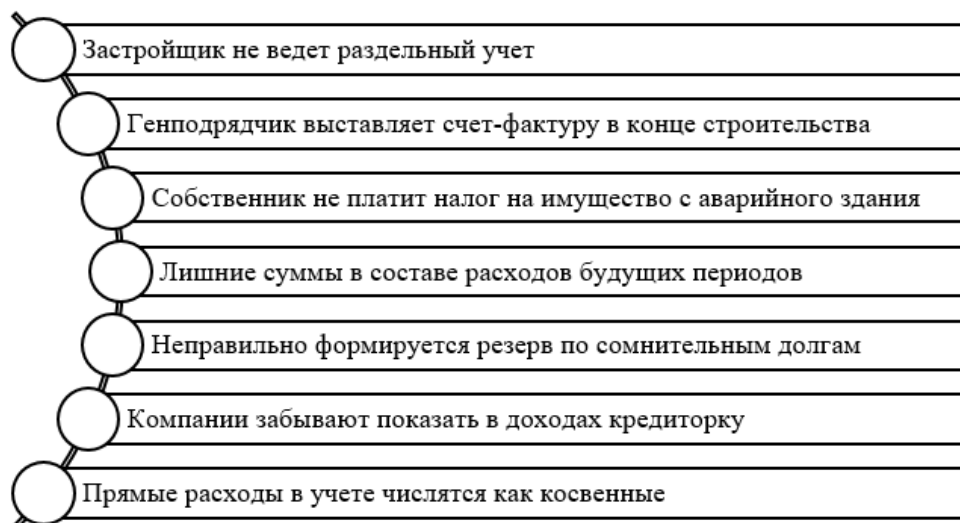 Застройщик не ведет раздельный учет
Генподрядчик выставляет счет-фактуру в конце строительства
Собственник не платит налог на имущество с аварийного здания
Лишние суммы в составе расходов будущих периодов
Неправильно формируется резерв по сомнительным долгам
Компании забывают показать в доходах кредиторку
Прямые расходы в учете числятся как косвенные